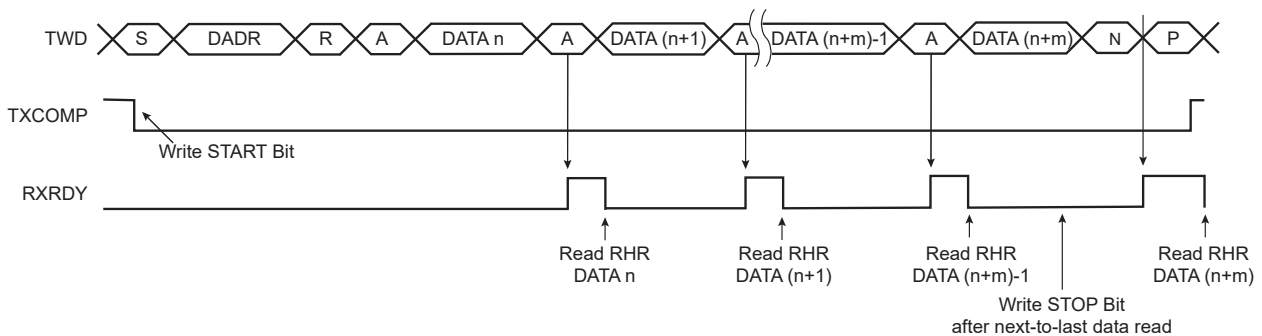 TWD S DADR R A DATA n A DATA (n+1) A DATA (n+m)-1 A DATA (n+m) N P
TXCOMP
Write START Bit
RXRDY
Read RHR Read RHR Read RHR Read RHR
DATA n DATA (n+1) DATA (n+m)-1 DATA (n+m)
Write STOP Bit
after next-to-last data read